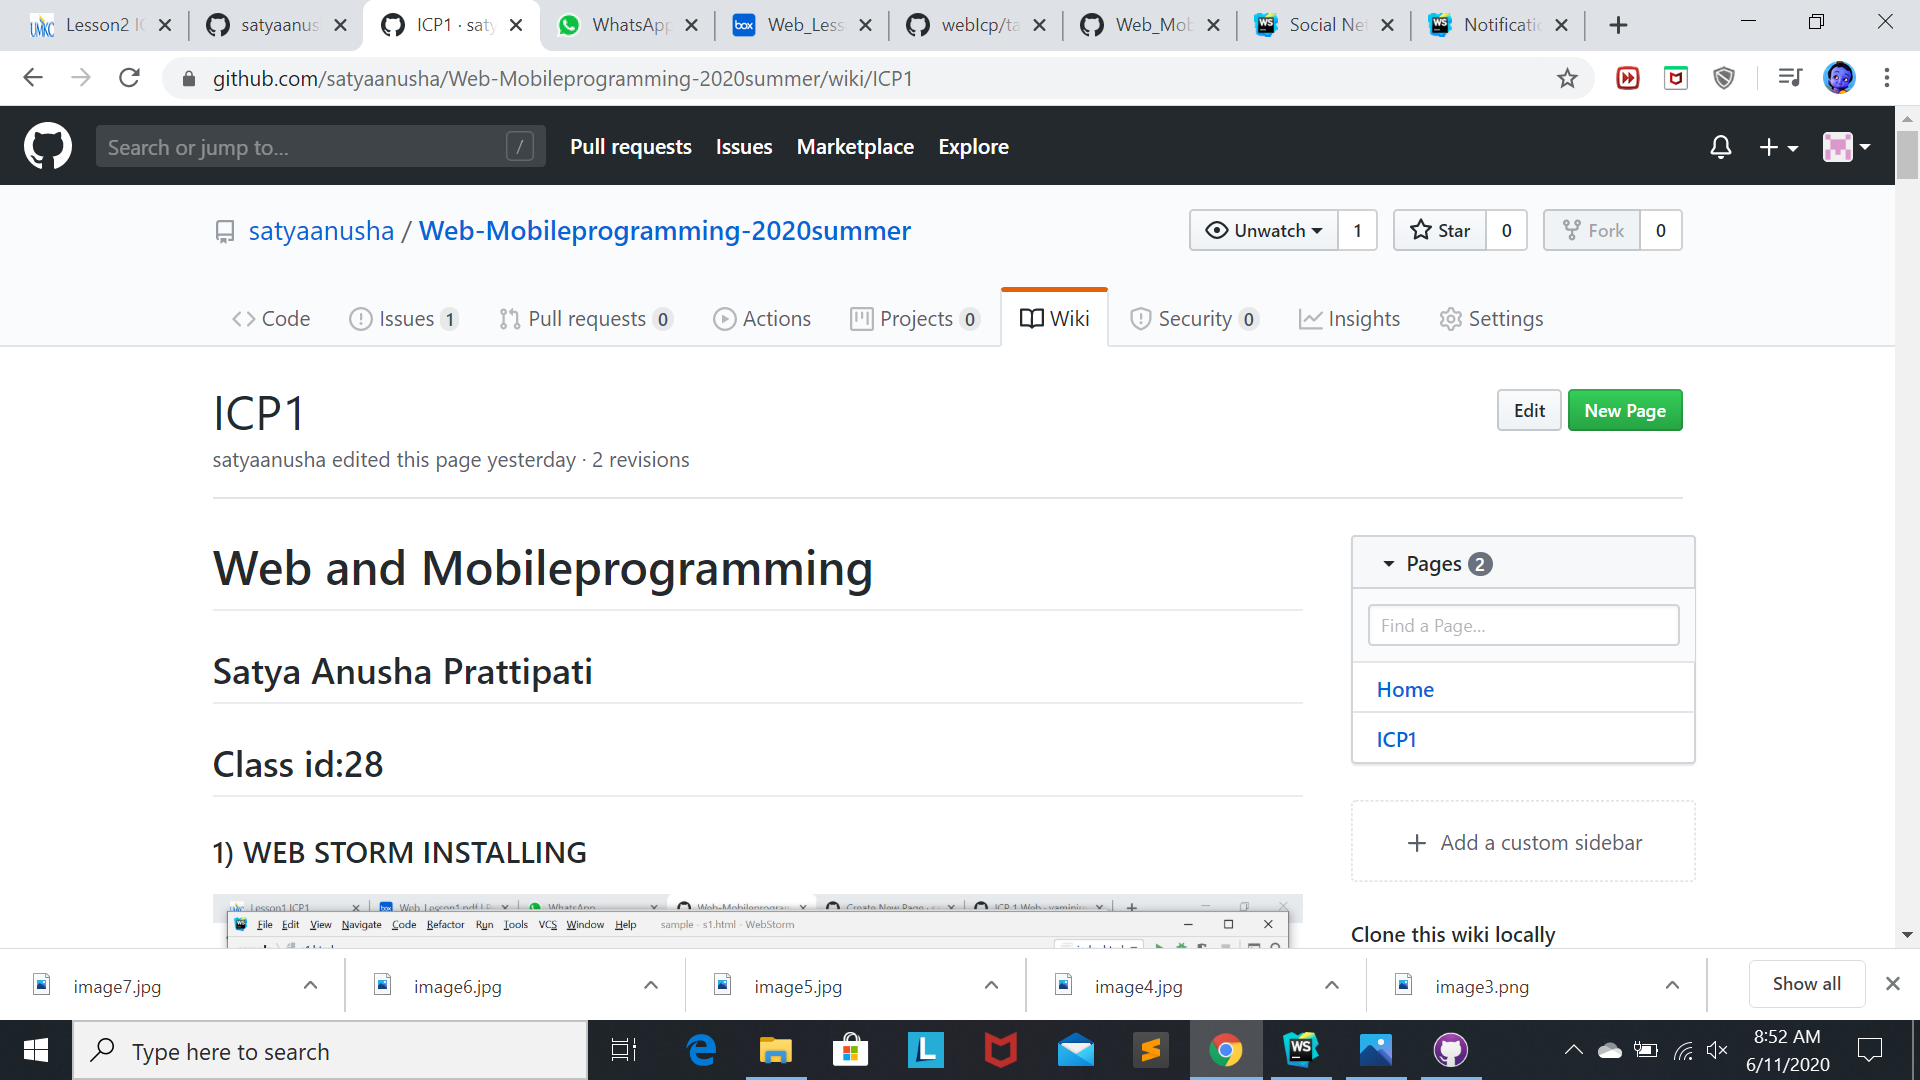 Lesson2 IC
satyaanus
ICP1 · saty
WhatsApp
Web_Less
webIcp/ta
Web_Mob
Social Net
Notificatio
github.com/satyaanusha/Web-Mobileprogramming-2020summer/wiki/ICP1
Search or jump to...
/
Pull requests
Issues
Marketplace
Explore
satyaanusha / Web-Mobileprogramming-2020summer
Unwatch 1
Star 0
Fork 0
Code
Issues 1
Pull requests 0
Actions
Projects 0
Wiki
Security 0
Insights
Settings
ICP1
Edit
New Page
satyaanusha edited this page yesterday · 2 revisions
Web and Mobileprogramming
Pages 2
Find a Page...
Satya Anusha Prattipati
Home
ICP1
Class id:28
1) WEB STORM INSTALLING
+ Add a custom sidebar
Lesson1 ICP1
WhatsApp
File Edit View Navigate Code Refactor Run Tools VCS Window Help sample - s1.html - WebStorm
Clone this wiki locally
image7.jpg
image6.jpg
image5.jpg
image4.jpg
image3.png
Show all
Type here to search
8:52 AM
6/11/2020